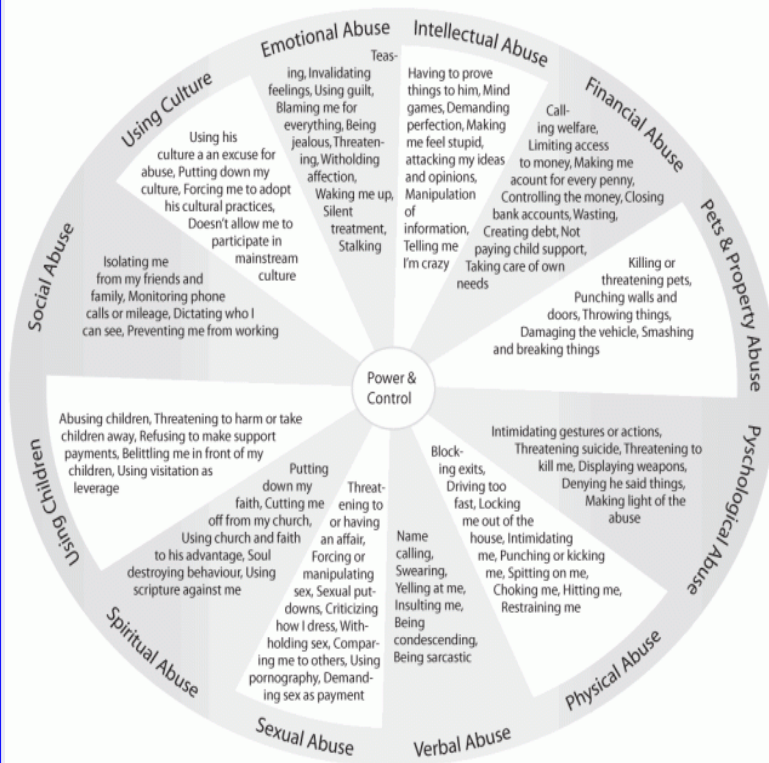 Emotional Abuse
Teas-
ing, Invalidating
feelings, Using guilt,
Blaming me for
everything, Being
jealous, Threaten-
ing, Witholding
affection,
Waking me up,
Silent
treatment,
Stalking
Intellectual Abuse
Having to prove
things to him, Mind
games, Demanding
perfection, Making
me feel stupid,
attacking my ideas
and opinions,
Manipulation
of
information,
Telling me
I'm crazy
Financial Abuse
Call-
ing welfare,
Limiting access
to money, Making me
acount for every penny,
Controlling the money, Closing
bank accounts, Wasting,
Creating debt, Not
paying child support,
Taking care of own
needs
Pets & Property Abuse
Killing or
threatening pets,
Punching walls and
doors, Throwing things,
Damaging the vehicle, Smashing
and breaking things
Pyschological Abuse
Intimidating gestures or actions,
Threatening suicide, Threatening to
kill me, Displaying weapons,
Denying he said things,
Making light of the
abuse
Physical Abuse
Block-
ing exits,
Driving too
fast, Locking
me out of the
house, Intimidating
me, Punching or kicking
me, Spitting on me,
Choking me, Hitting me,
Restraining me
Verbal Abuse
Name
calling,
Swearing,
Yelling at me,
Insulting me,
Being
condescending,
Being sarcastic
Sexual Abuse
Threat-
ening to
or having
an affair,
Forcing or
manipulating
sex, Sexual put-
downs, Criticizing
how I dress, With-
holding sex, Compar-
ing me to others, Using
pornography, Demand-
ing sex as payment
Spiritual Abuse
Putting
down my
faith, Cutting me
off from my church,
Using church and faith
to his advantage, Soul
destroying behaviour, Using
scripture against me
Using Children
Abusing children, Threatening to harm or take
children away, Refusing to make support
payments, Belittling me in front of my
children, Using visitation as
leverage
Social Abuse
Isolating me
from my friends and
family, Monitoring phone
calls or mileage, Dictating who I
can see, Preventing me from working
Using Culture
Using his
culture a an excuse for
abuse, Putting down my
culture, Forcing me to adopt
his cultural practices,
Doesn't allow me to
participate in
mainstream
culture
Power &
Control